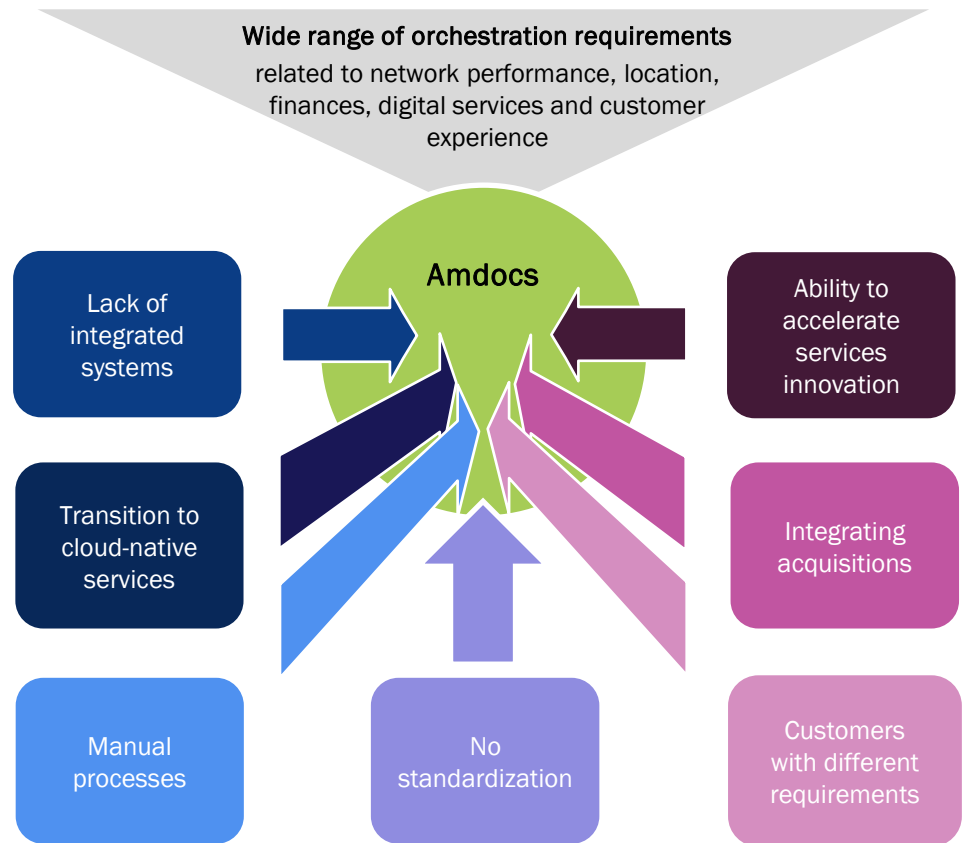 Wide range of orchestration requirements
related to network performance, location,
finances, digital services and customer
experience
Amdocs
Lack of
integrated
systems
Ability to
accelerate
services
innovation
Transition to
cloud-native
services
Integrating
acquisitions
Manual
processes
No
standardization
Customers
with different
requirements